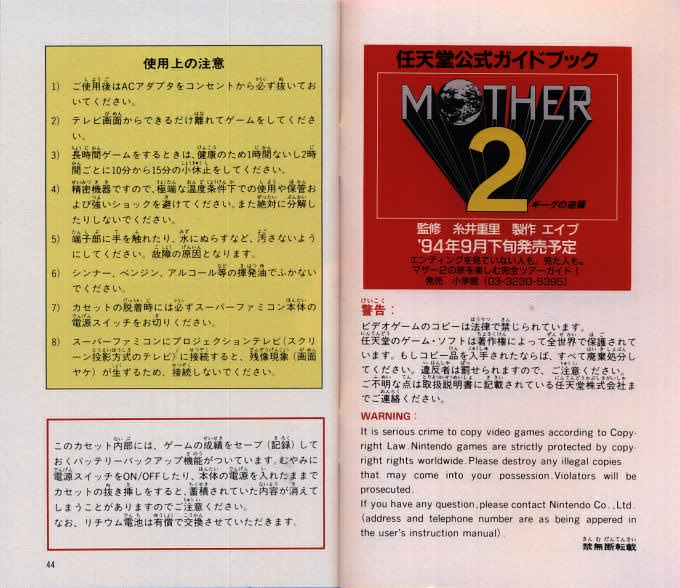 使用上の注意
1) ご使用後はACアダプタをコンセントから必ず抜いてお
いてください。
2) テレビ画面からできるだけ離れてゲームをしてくださ
い。
3) 長時間ゲームをするときは、健康のため1時間ないし2時
間ごとに10分から15分の小休止をしてください。
4) 精密機器ですので、極端な温度条件下での使用や保管お
よび強いショックを避けてください。また絶対に分解し
たりしないでください。
5) 端子部に手を触れたり、水にぬらすなど、汚さないよう
にしてください。故障の原因となります。
6) シンナー、ベンジン、アルコール等の揮発油でふかない
でください。
7) カセットの脱着時には必ずスーパーファミコン本体の
電源スイッチをお切りください。
8) スーパーファミコンにプロジェクションテレビ(スクリ
ーン投影方式のテレビ)に接続すると、残像現象(画面
ヤケ)が生ずるため、接続しないでください。
このカセット内部には、ゲームの成績をセーブ(記録)して
おくバッテリーバックアップ機能がついています。むやみに
電源スイッチをON/OFFしたり、本体の電源を入れたままで
カセットの抜き挿しをすると、蓄積されていた内容が消えて
しまうことがありますのでご注意ください。
なお、リチウム電池は有償で交換させていただきます。
44
任天堂公式ガイドブック
MOTHER
2
ギーグの逆襲
監修 糸井重里 製作 エイプ
'94年9月下旬発売予定
エンディングを見ていない人も、見た人も。
マザー2の旅を楽しむ完全ツアーガイド!
発売 小学館 (03-3230-5395)
警告:
ビデオゲームのコピーは法律で禁じられています。
任天堂のゲーム・ソフトは著作権によって全世界で保護されて
います。もしコピー品を入手されたならば、すべて廃棄処分し
てください。違反者は罰せられますので、ご注意ください。
ご不明な点は取扱説明書に記載されている任天堂株式会社ま
でご連絡ください。
WARNING:
It is serious crime to copy video games according to Copy-
right Law. Nintendo games are strictly protected by copy-
right rights worldwide. Please destroy any illegal copies
that may come into your possession. Violators will be
prosecuted.
If you have any question, please contact Nintendo Co., Ltd.
(address and telephone number are as being appered in
the user's instruction manual).
禁無断転載